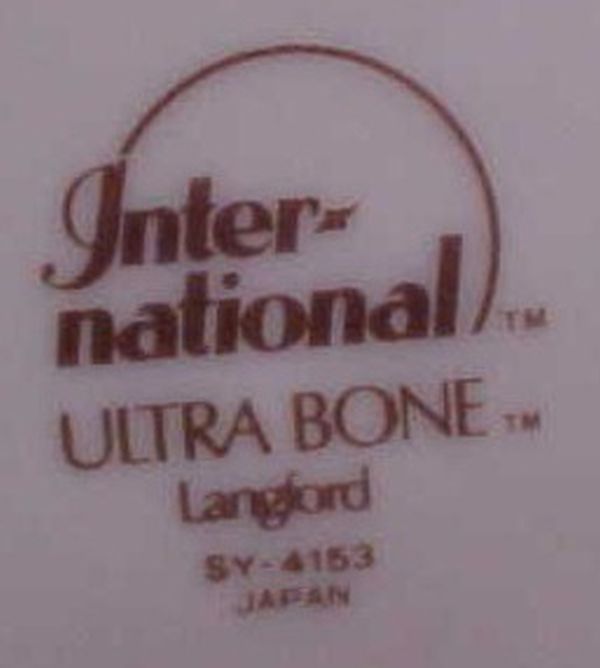 Inter-
national ™
ULTRA BONE ™
Langford
SY-4153
JAPAN